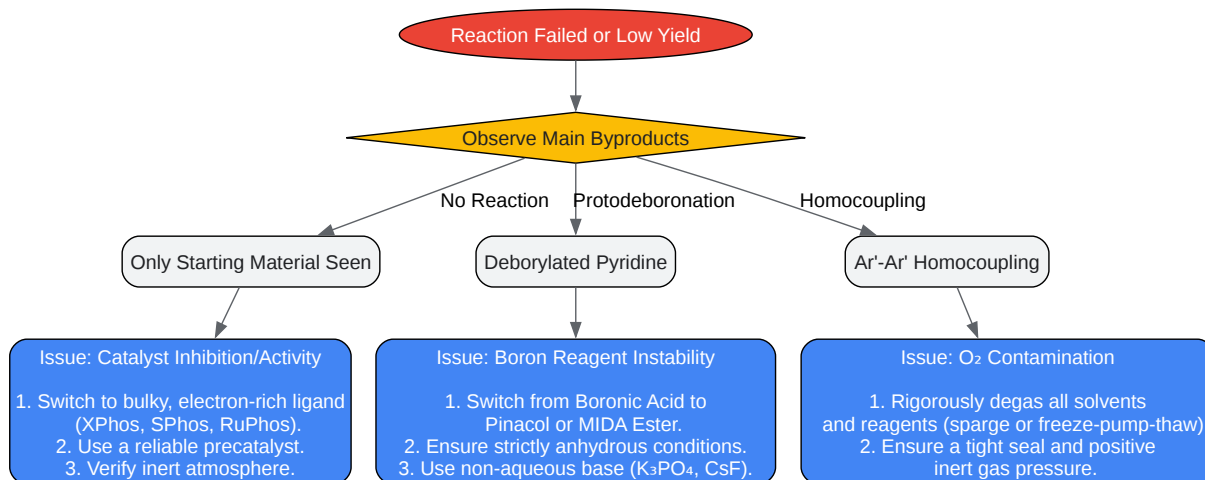 Reaction Failed or Low Yield
Observe Main Byproducts
No Reaction
Protodeboronation
Homocoupling
Only Starting Material Seen
Deborylated Pyridine
Ar'-Ar' Homocoupling
Issue: Catalyst Inhibition/Activity
1. Switch to bulky, electron-rich ligand
(XPhos, SPhos, RuPhos).
2. Use a reliable precatalyst.
3. Verify inert atmosphere.
Issue: Boron Reagent Instability
1. Switch from Boronic Acid to
Pinacol or MIDA Ester.
2. Ensure strictly anhydrous conditions.
3. Use non-aqueous base (K₃PO₄, CsF).
Issue: O₂ Contamination
1. Rigorously degas all solvents
and reagents (sparge or freeze-pump-thaw)
2. Ensure a tight seal and positive
inert gas pressure.